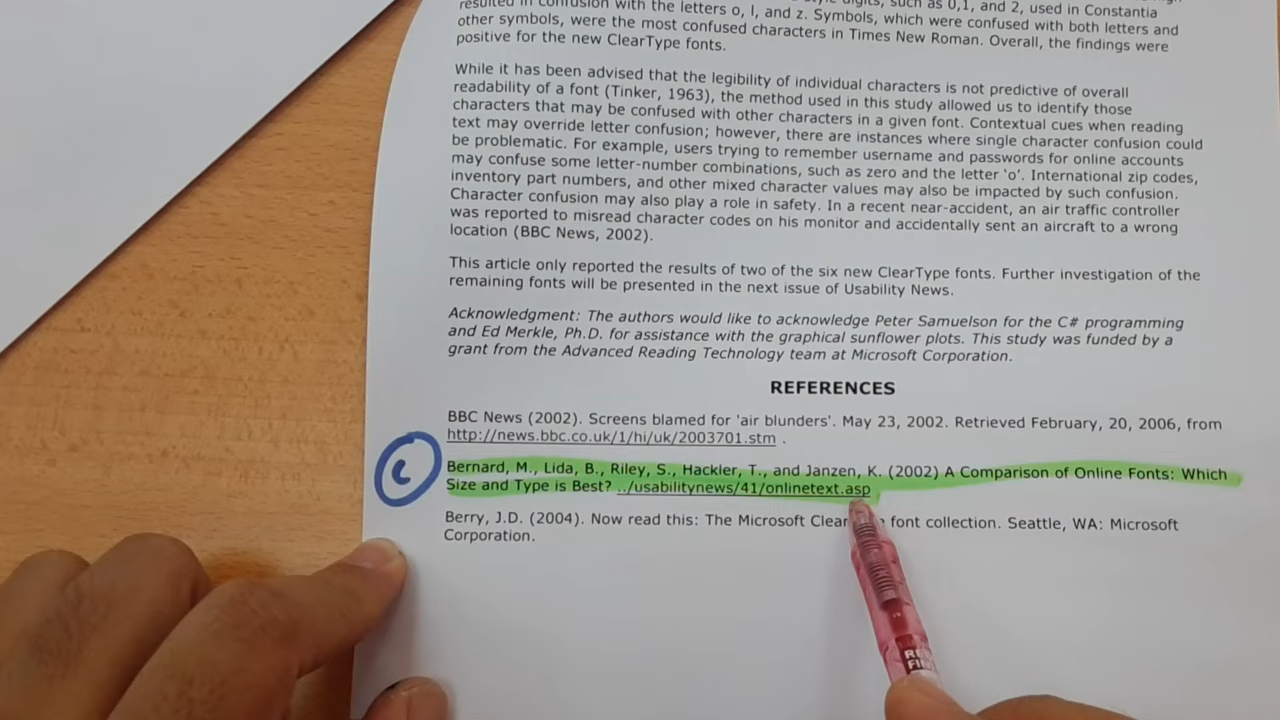 resulted in confusion with the letters o, l, and z. Symbols, which were confused with both letters and
other symbols, were the most confused characters in Times New Roman. Overall, the findings were
positive for the new ClearType fonts.
While it has been advised that the legibility of individual characters is not predictive of overall
readability of a font (Tinker, 1963), the method used in this study allowed us to identify those
characters that may be confused with other characters in a given font. Contextual cues when reading
text may override letter confusion; however, there are instances where single character confusion could
be problematic. For example, users trying to remember username and passwords for online accounts
may confuse some letter-number combinations, such as zero and the letter 'o'. International zip codes,
inventory part numbers, and other mixed character values may also be impacted by such confusion.
Character confusion may also play a role in safety. In a recent near-accident, an air traffic controller
was reported to misread character codes on his monitor and accidentally sent an aircraft to a wrong
location (BBC News, 2002).
This article only reported the results of two of the six new ClearType fonts. Further investigation of the
remaining fonts will be presented in the next issue of Usability News.
Acknowledgment: The authors would like to acknowledge Peter Samuelson for the C# programming
and Ed Merkle, Ph.D. for assistance with the graphical sunflower plots. This study was funded by a
grant from the Advanced Reading Technology team at Microsoft Corporation.
REFERENCES
BBC News (2002). Screens blamed for 'air blunders'. May 23, 2002. Retrieved February, 20, 2006, from
http://news.bbc.co.uk/1/hi/uk/2003701.stm .
Bernard, M., Lida, B., Riley, S., Hackler, T., and Janzen, K. (2002) A Comparison of Online Fonts: Which
Size and Type is Best? ../usabilitynews/41/onlinetext.asp
Berry, J.D. (2004). Now read this: The Microsoft Clear font collection. Seattle, WA: Microsoft
Corporation.